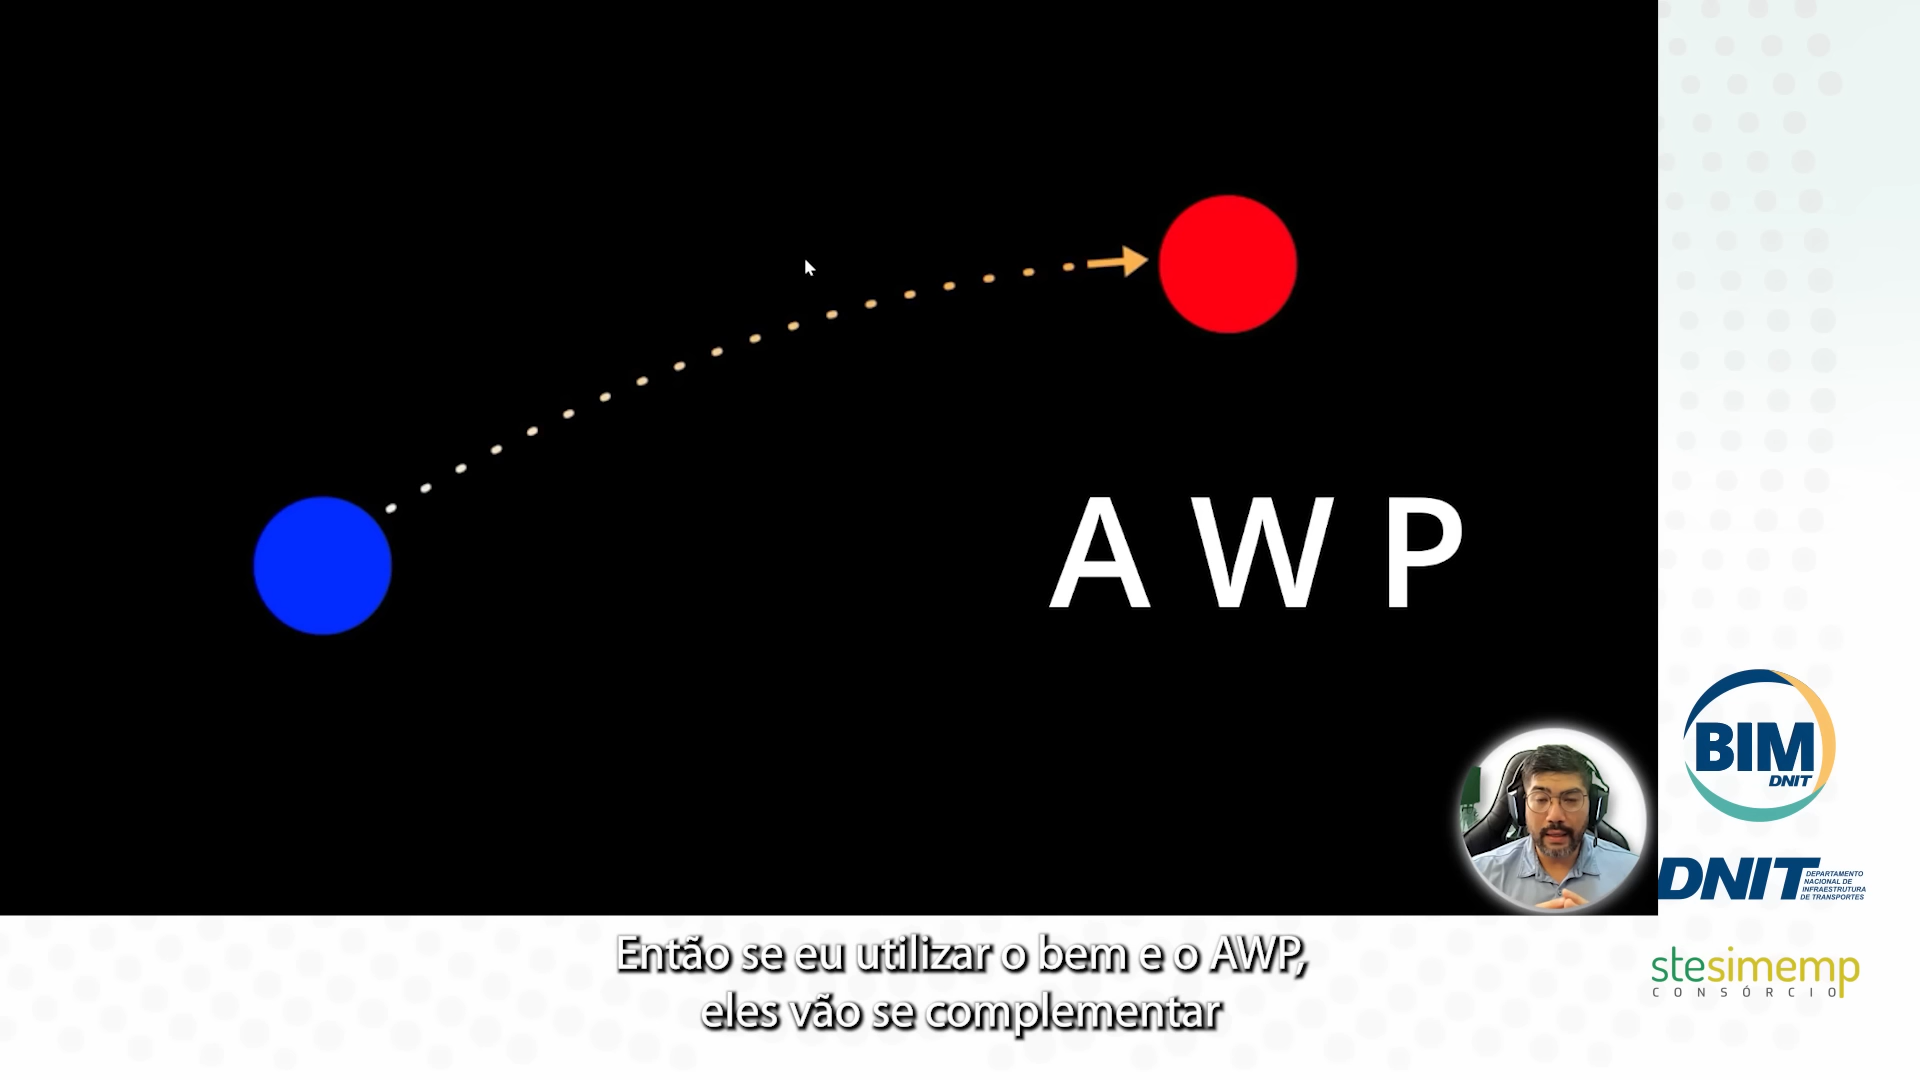 A W P
BIM
DNIT
DNIT
DEPARTAMENTO
NACIONAL DE
INFRAESTRUTURA
DE TRANSPORTES
stesimemp
CONSÓRCIO
Então se eu utilizar o bem e o AWP,
eles vão se complementar